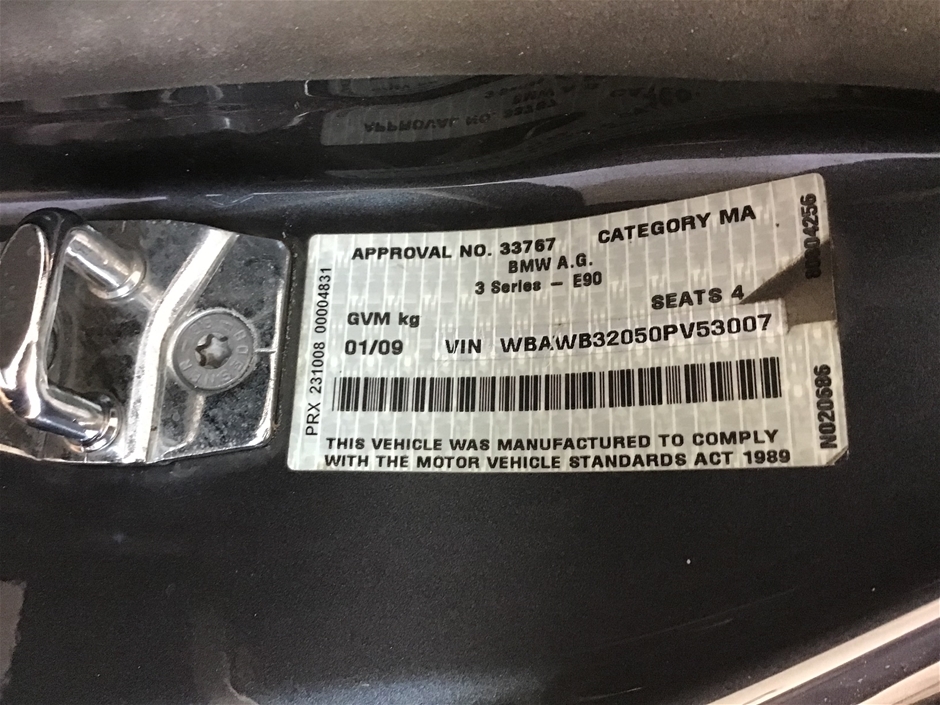 APPROVAL NO. 33767 CATEGORY MA
BMW A.G.
3 Series - E90
SEATS 4
GVM kg
01/09 VIN WBAWB32050PV53007
THIS VEHICLE WAS MANUFACTURED TO COMPLY
WITH THE MOTOR VEHICLE STANDARDS ACT 1989
PRX 231008 00004831
N020686